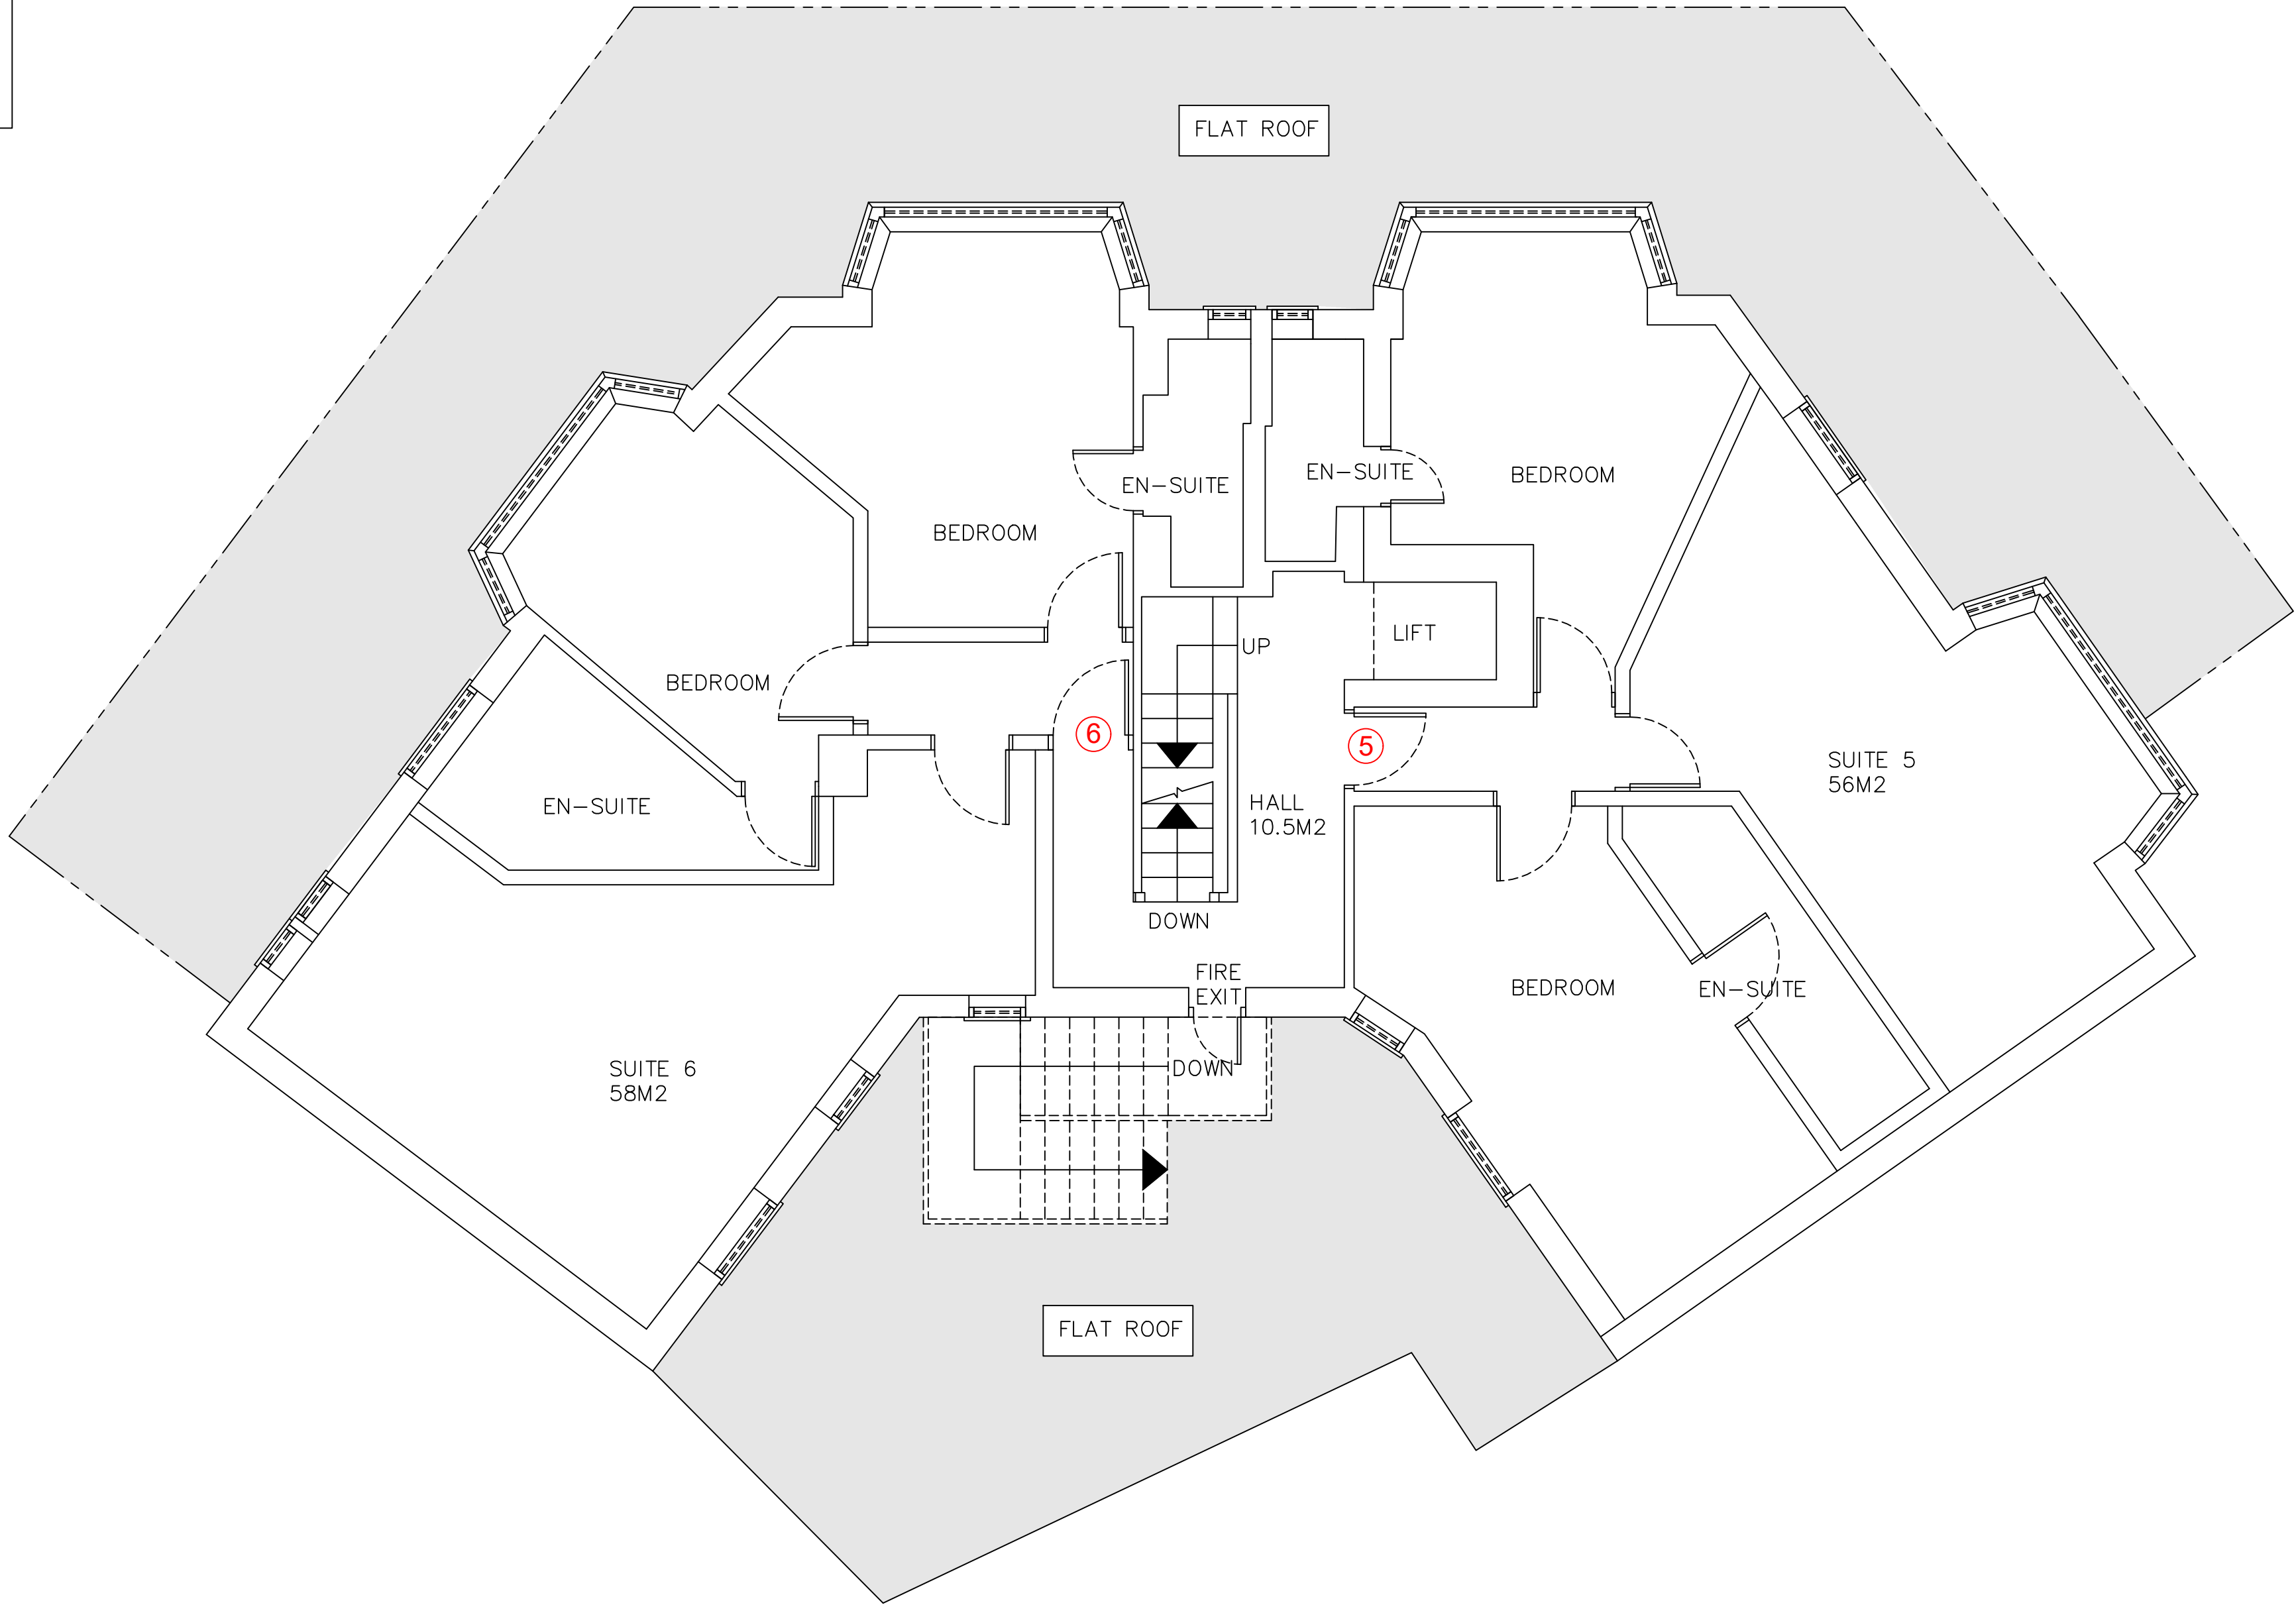 FLAT ROOF
EN-SUITE
BEDROOM
EN-SUITE
BEDROOM
BEDROOM
LIFT
UP
BEDROOM
6
5
SUITE 5
56M2
EN-SUITE
HALL
10.5M2
DOWN
FIRE
EXIT
BEDROOM
EN-SUITE
DOWN
SUITE 6
58M2
FLAT ROOF